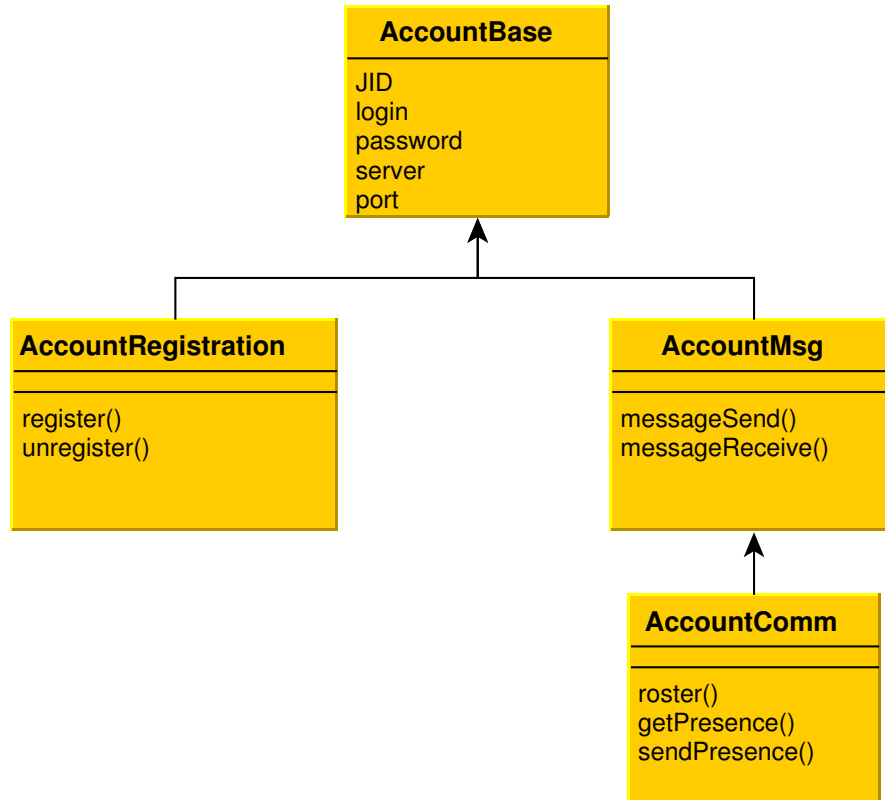 AccountBase
JID
login
password
server
port
AccountRegistration
register()
unregister()
AccountMsg
messageSend()
messageReceive()
AccountComm
roster()
getPresence()
sendPresence()